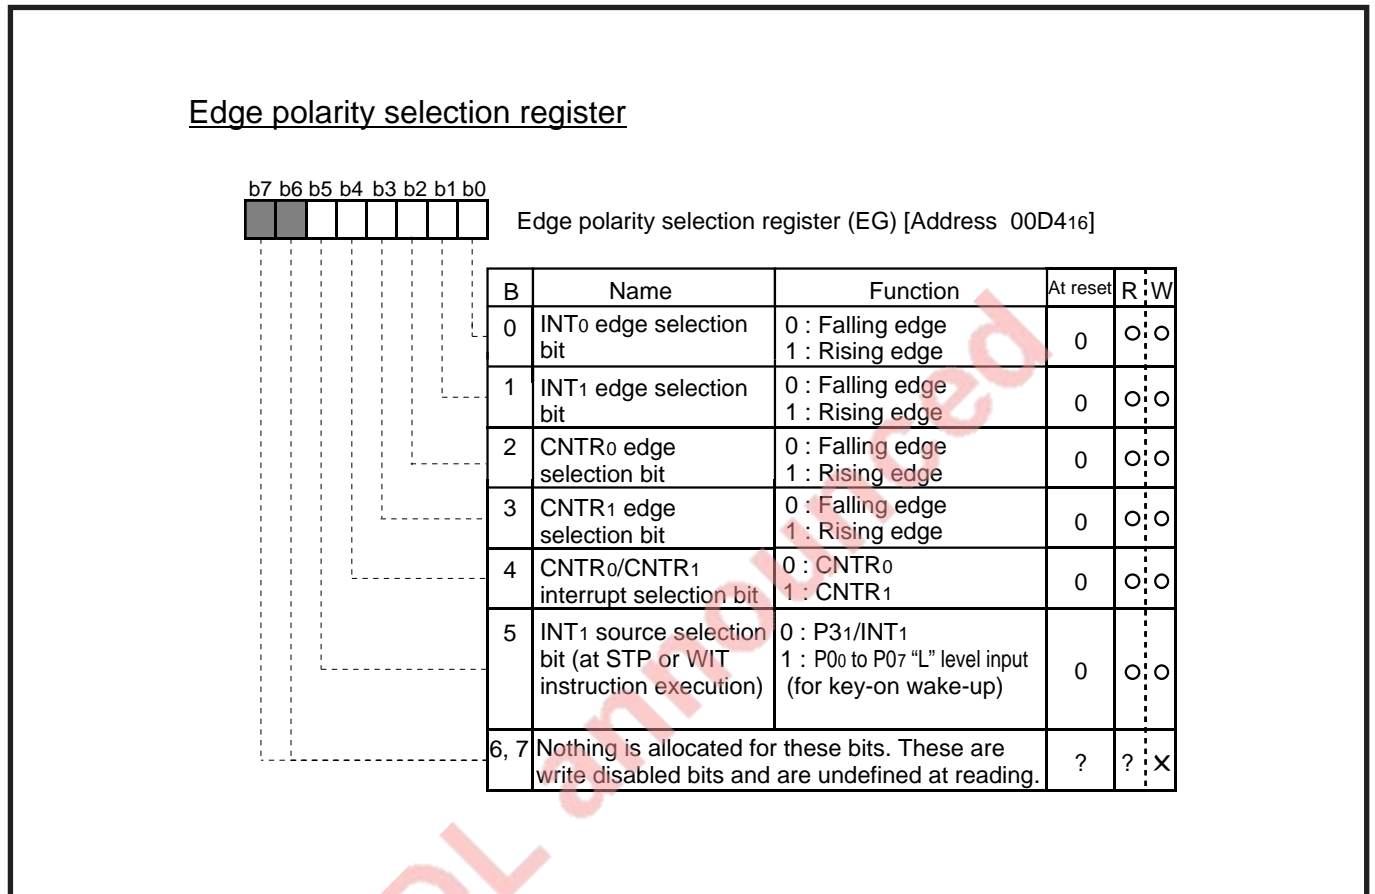 Edge polarity selection register
b7 b6 b5 b4 b3 b2 b1 b0
Edge polarity selection register (EG) [Address 00D416]
B Name Function At reset R W
0 INT0 edge selection bit 0 : Falling edge 1 : Rising edge 0 O O
1 INT1 edge selection bit 0 : Falling edge 1 : Rising edge 0 O O
2 CNTR0 edge selection bit 0 : Falling edge 1 : Rising edge 0 O O
3 CNTR1 edge selection bit 0 : Falling edge 1 : Rising edge 0 O O
4 CNTR0/CNTR1 interrupt selection bit 0 : CNTR0 1 : CNTR1 0 O O
5 INT1 source selection bit (at STP or WIT instruction execution) 0 : P31/INT1 1 : P00 to P07 “L” level input (for key-on wake-up) 0 O O
6, 7 Nothing is allocated for these bits. These are write disabled bits and are undefined at reading. ? ? X
OL announced